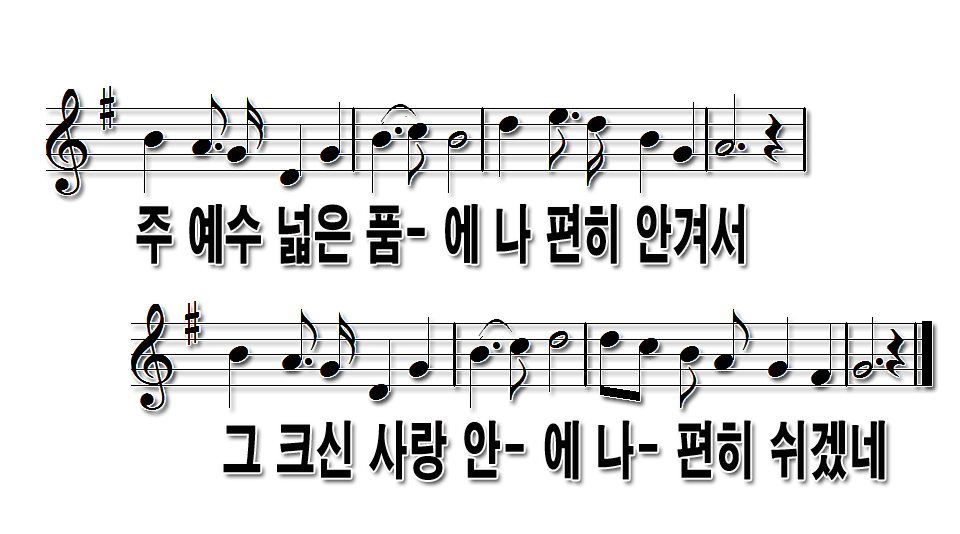 주 예수 넓은 품- 에 나 편히 안겨서
그 크신 사랑 안- 에 나- 편히 쉬겠네